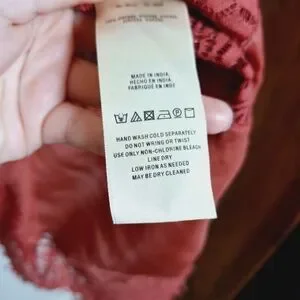 MADE IN INDIA,
HECHO EN INDIA,
FABRIQUÉ EN INDE
HAND WASH COLD SEPARATELY
DO NOT WRING OR TWIST
USE ONLY NON-CHLORINE BLEACH
LINE DRY
LOW IRON AS NEEDED
MAY BE DRY CLEANED